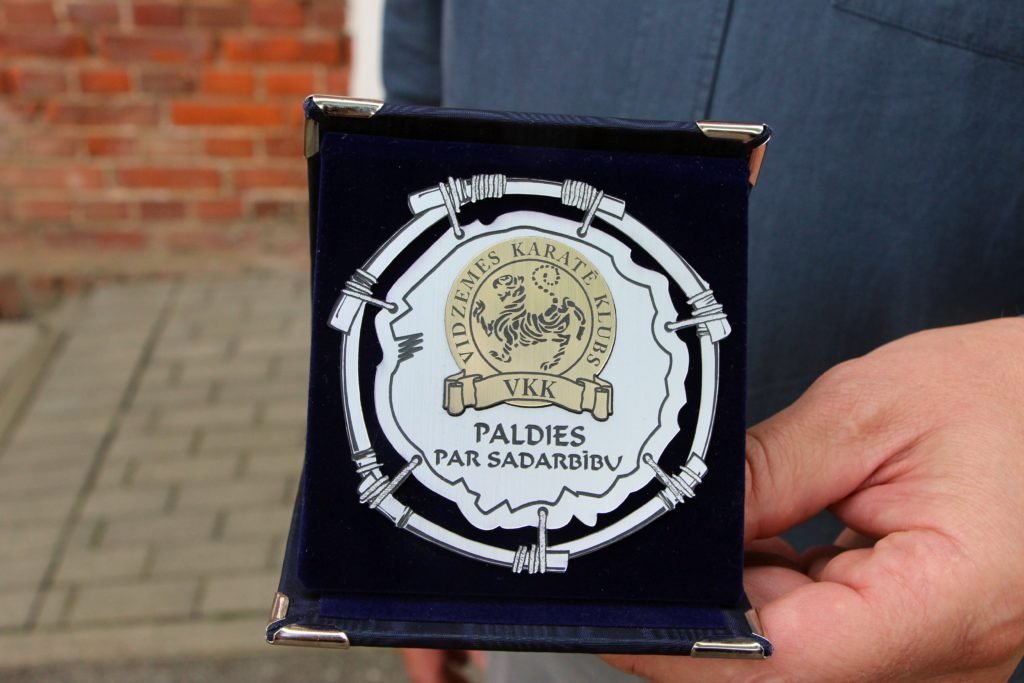 VIDZEMES KARATĒ KLUBS
VKK
PALDIES
PAR SADARBĪBU